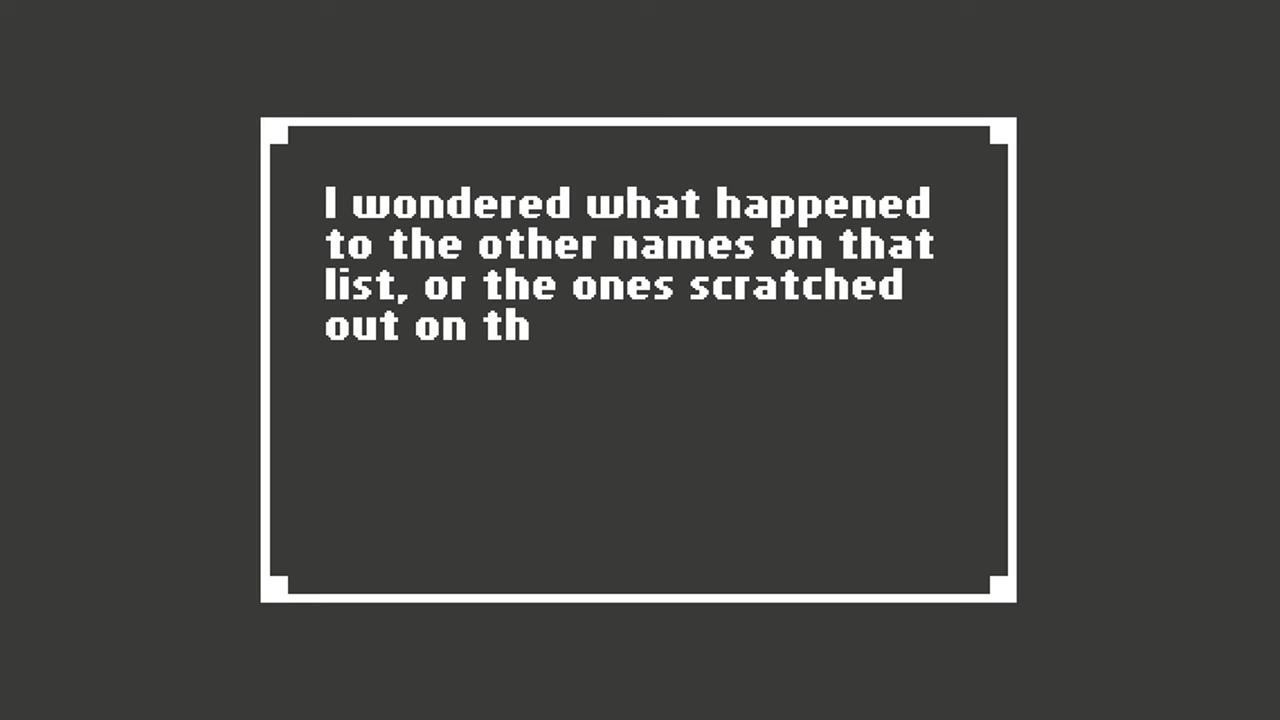 I wondered what happened
to the other names on that
list, or the ones scratched
out on th